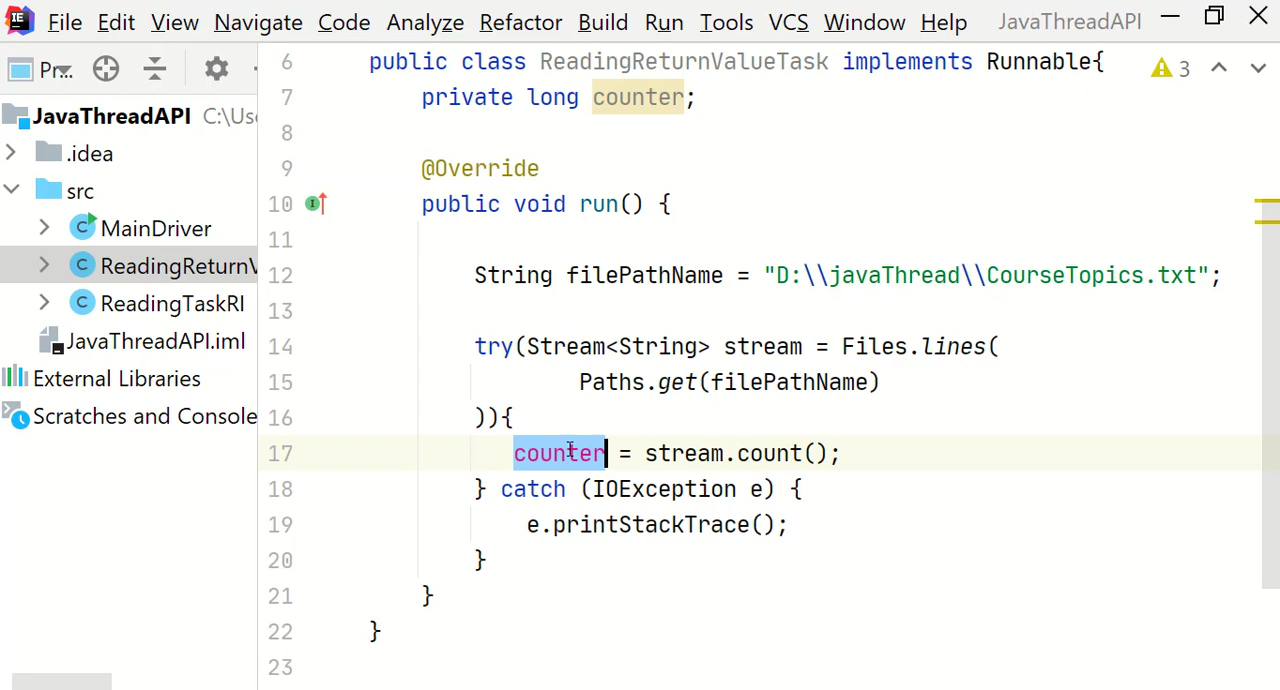 File Edit View Navigate Code Analyze Refactor Build Run Tools VCS Window Help JavaThreadAPI
Pr...
JavaThreadAPI C:\Use
.idea
src
MainDriver
ReadingReturnV
ReadingTaskRI
JavaThreadAPI.iml
External Libraries
Scratches and Console
3
6 public class ReadingReturnValueTask implements Runnable{
7 private long counter;
8
9 @Override
10 public void run() {
11
12 String filePathName = "D:\\javaThread\\CourseTopics.txt";
13
14 try(Stream<String> stream = Files.lines(
15 Paths.get(filePathName)
16 )){
17 counter = stream.count();
18 } catch (IOException e) {
19 e.printStackTrace();
20 }
21 }
22 }
23